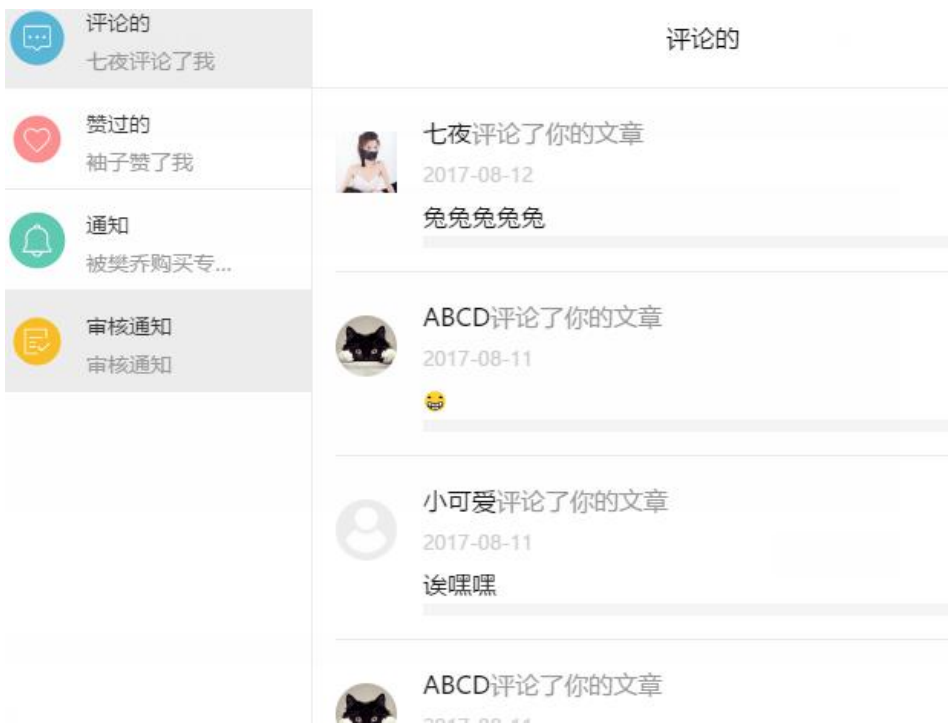 评论的
七夜评论了我
赞过的
袖子赞了我
通知
被樊乔购买专...
审核通知
审核通知
评论的
七夜评论了你的文章
2017-08-12
兔兔兔兔兔
ABCD评论了你的文章
2017-08-11
小可爱评论了你的文章
2017-08-11
诶嘿嘿
ABCD评论了你的文章